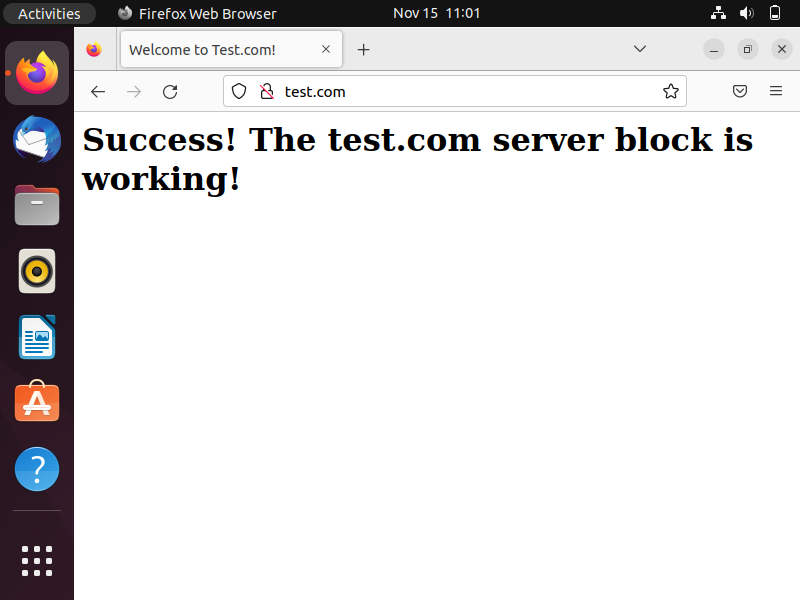 Activities
Firefox Web Browser
Nov 15 11:01
Welcome to Test.com!
test.com
Success! The test.com server block is
working!